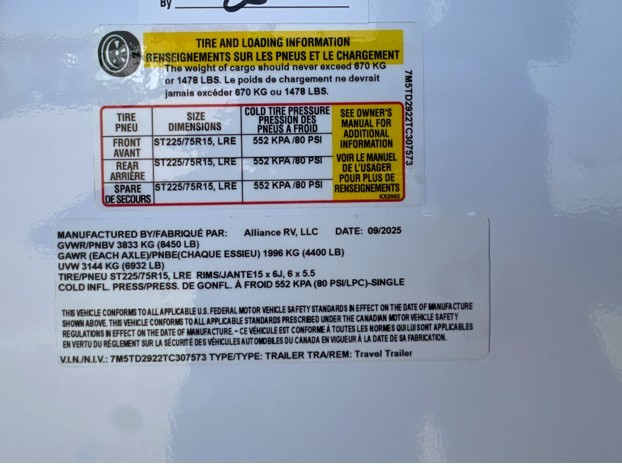 By
TIRE AND LOADING INFORMATION
RENSEIGNEMENTS SUR LES PNEUS ET LE CHARGEMENT
The weight of cargo should never exceed 670 KG
or 1478 LBS. Le poids de chargement ne devrait
jamais excéder 670 KG ou 1478 LBS.
TIRE
PNEU
SIZE
DIMENSIONS
COLD TIRE PRESSURE
PRESSION DES
PNEUS A FROID
SEE OWNER'S
MANUAL FOR
ADDITIONAL
INFORMATION
VOIR LE MANUEL
DE L'USAGER
POUR PLUS DE
RENSEIGNEMENTS
FRONT
AVANT
ST225/75R15, LRE
552 KPA /80 PSI
REAR
ARRIÈRE
ST225/75R15, LRE
552 KPA /80 PSI
SPARE
DE SECOURS
ST225/75R15, LRE
552 KPA /80 PSI
7M5TD2922TC307573
MANUFACTURED BY/FABRIQUÉ PAR: Alliance RV, LLC DATE: 09/2025
GVWR/PNBV 3833 KG (8450 LB)
GAWR (EACH AXLE)/PNBE(CHAQUE ESSIEU) 1996 KG (4400 LB)
UVW 3144 KG (6932 LB)
TIRE/PNEU ST225/75R15, LRE RIMS/JANTE15 x 6J, 6 x 5.5
COLD INFL. PRESS/PRESS. DE GONFL. À FROID 552 KPA (80 PSI/LPC)-SINGLE
THIS VEHICLE CONFORMS TO ALL APPLICABLE U.S. FEDERAL MOTOR VEHICLE SAFETY STANDARDS IN EFFECT ON THE DATE OF MANUFACTURE
SHOWN ABOVE. THIS VEHICLE CONFORMS TO ALL APPLICABLE STANDARDS PRESCRIBED UNDER THE CANADIAN MOTOR VEHICLE SAFETY
REGULATIONS IN EFFECT ON THE DATE OF MANUFACTURE. - CE VÉHICULE EST CONFORME À TOUTES LES NORMES QUI LUI SONT APPLICABLES
EN VERTU DU RÈGLEMENT SUR LA SÉCURITÉ DES VÉHICULES AUTOMOBILES DU CANADA EN VIGUEUR À LA DATE DE SA FABRICATION.
V.I.N./N.I.V.: 7M5TD2922TC307573 TYPE/TYPE: TRAILER TRA/REM: Travel Trailer